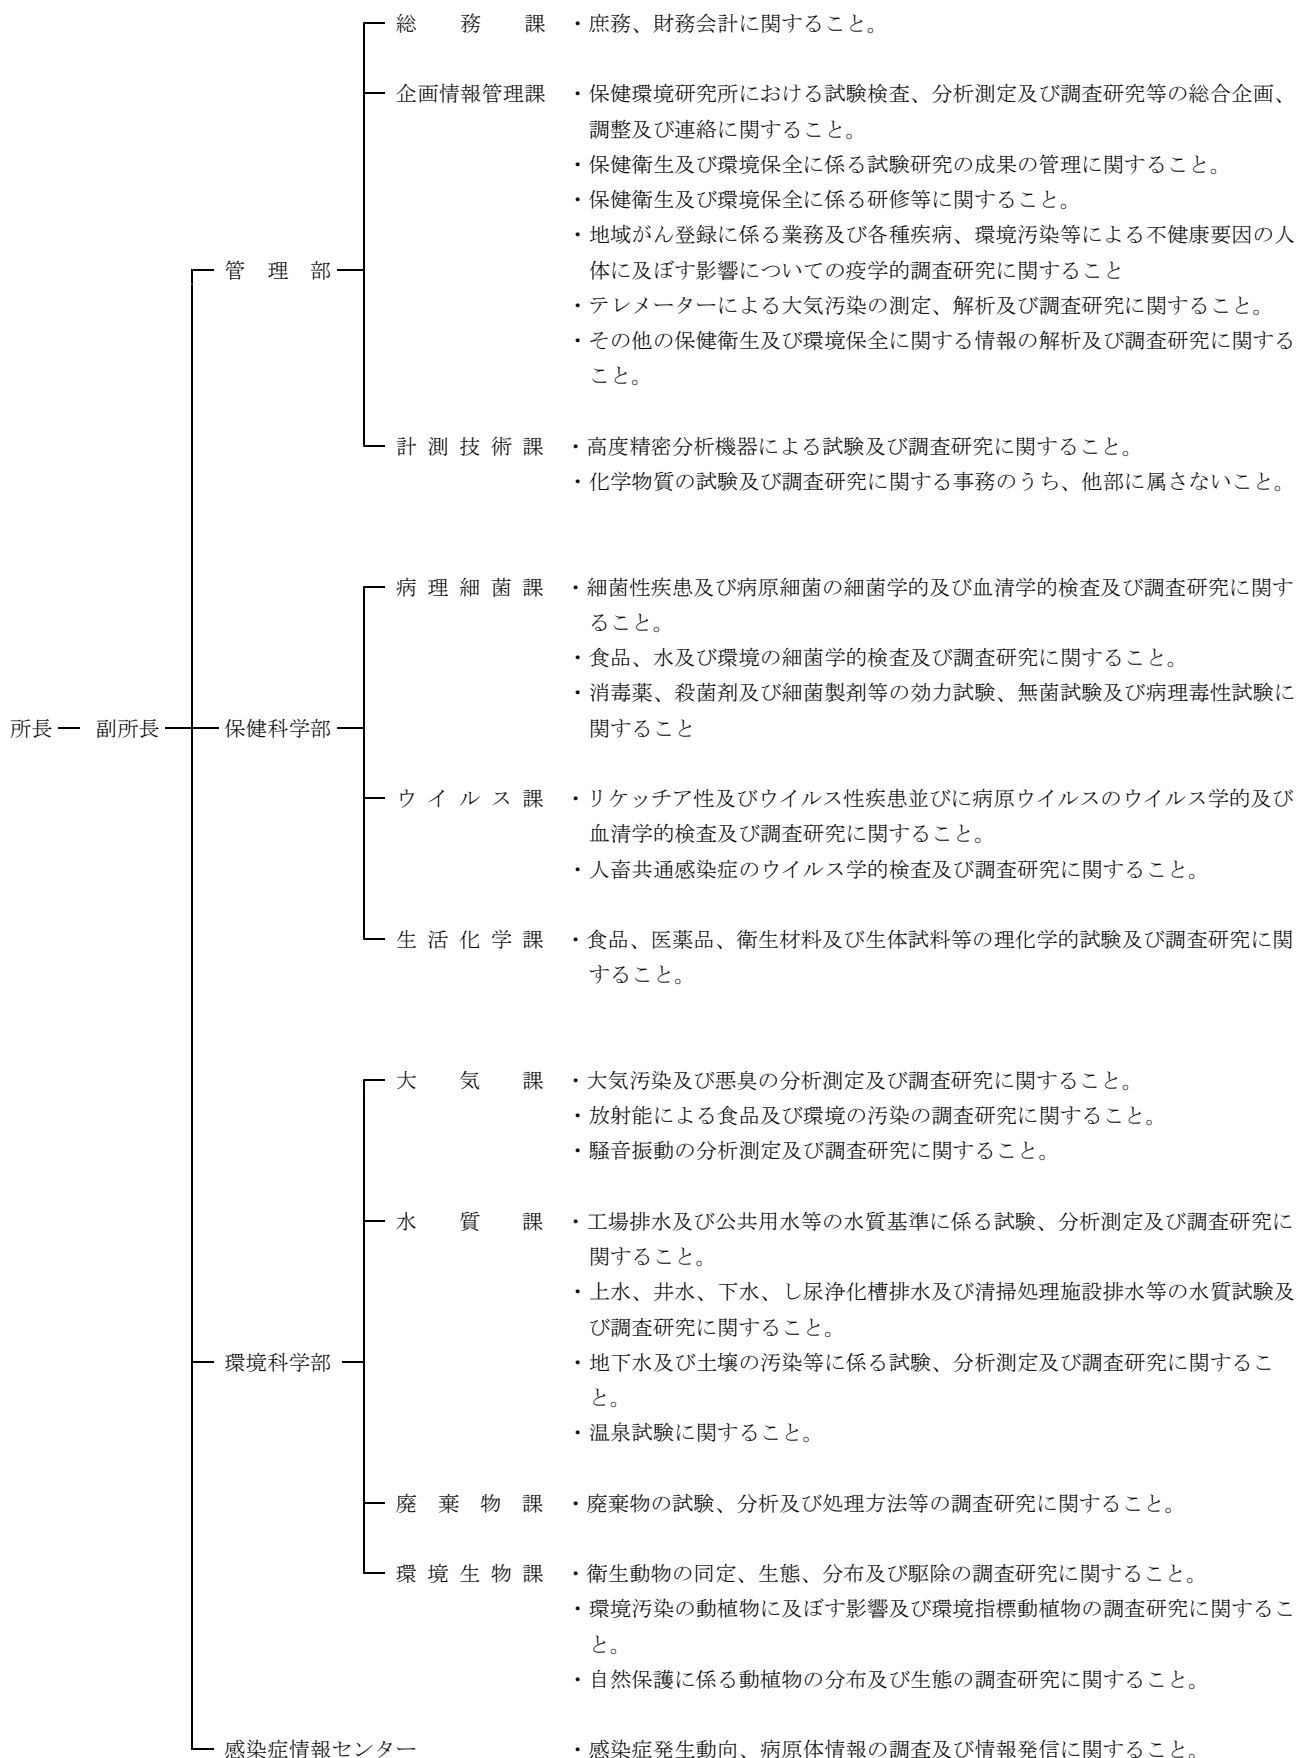 総務課 ・庶務、財務会計に関すること。
企画情報管理課 ・保健環境研究所における試験検査、分析測定及び調査研究等の総合企画、
調整及び連絡に関すること。
・保健衛生及び環境保全に係る試験研究の成果の管理に関すること。
・保健衛生及び環境保全に係る研修等に関すること。
・地域がん登録に係る業務及び各種疾病、環境汚染等による不健康要因の人
管理部 体に及ぼす影響についての疫学的調査研究に関すること
・テレメーターによる大気汚染の測定、解析及び調査研究に関すること。
・その他の保健衛生及び環境保全に関する情報の解析及び調査研究に関する
こと。
計測技術課 ・高度精密分析機器による試験及び調査研究に関すること。
・化学物質の試験及び調査研究に関する事務のうち、他部に属さないこと。
病理細菌課 ・細菌性疾患及び病原細菌の細菌学的及び血清学的検査及び調査研究に関す
ること。
・食品、水及び環境の細菌学的検査及び調査研究に関すること。
・消毒薬、殺菌剤及び細菌製剤等の効力試験、無菌試験及び病理毒性試験に
所長 副所長 保健科学部 関すること
ウイルス課 ・リケッチア性及びウイルス性疾患並びに病原ウイルスのウイルス学的及び
血清学的検査及び調査研究に関すること。
・人畜共通感染症のウイルス学的検査及び調査研究に関すること。
生活化学課 ・食品、医薬品、衛生材料及び生体試料等の理化学的試験及び調査研究に関
すること。
大気課 ・大気汚染及び悪臭の分析測定及び調査研究に関すること。
・放射能による食品及び環境の汚染の調査研究に関すること。
・騒音振動の分析測定及び調査研究に関すること。
水質課 ・工場排水及び公共用水等の水質基準に係る試験、分析測定及び調査研究に
関すること。
・上水、井水、下水、し尿浄化槽排水及び清掃処理施設排水等の水質試験及
び調査研究に関すること。
環境科学部 ・地下水及び土壌の汚染等に係る試験、分析測定及び調査研究に関するこ
と。
・温泉試験に関すること。
廃棄物課 ・廃棄物の試験、分析及び処理方法等の調査研究に関すること。
環境生物課 ・衛生動物の同定、生態、分布及び駆除の調査研究に関すること。
・環境汚染の動植物に及ぼす影響及び環境指標動植物の調査研究に関するこ
と。
・自然保護に係る動植物の分布及び生態の調査研究に関すること。
感染症情報センター ・感染症発生動向、病原体情報の調査及び情報発信に関すること。